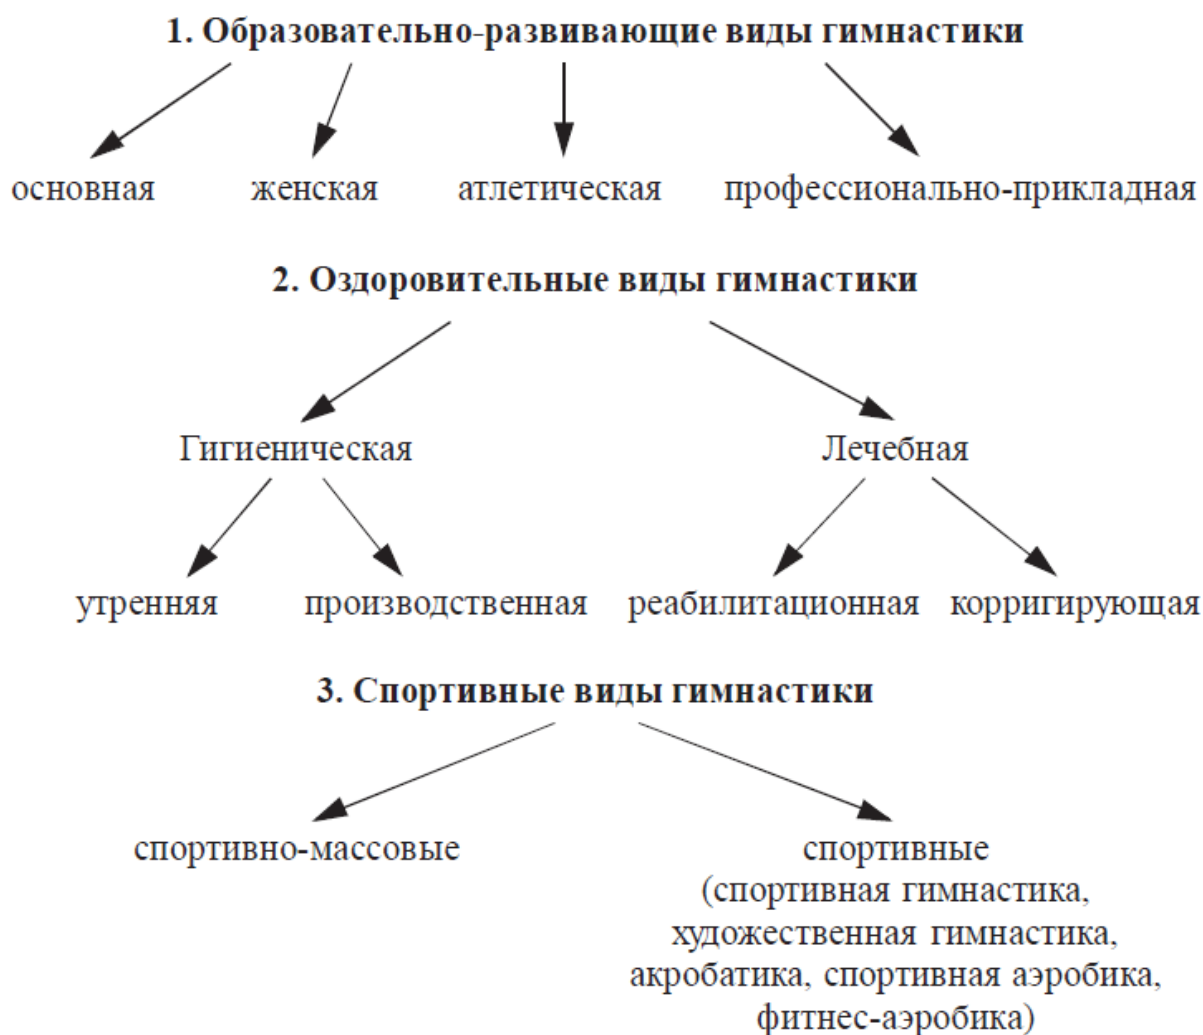 1. Образовательно-развивающие виды гимнастики
основная женская атлетическая профессионально-прикладная
2. Оздоровительные виды гимнастики
Гигиеническая Лечебная
утренняя производственная реабилитационная корригирующая
3. Спортивные виды гимнастики
спортивно-массовые спортивные
(спортивная гимнастика,
художественная гимнастика,
акробатика, спортивная аэробика,
фитнес-аэробика)